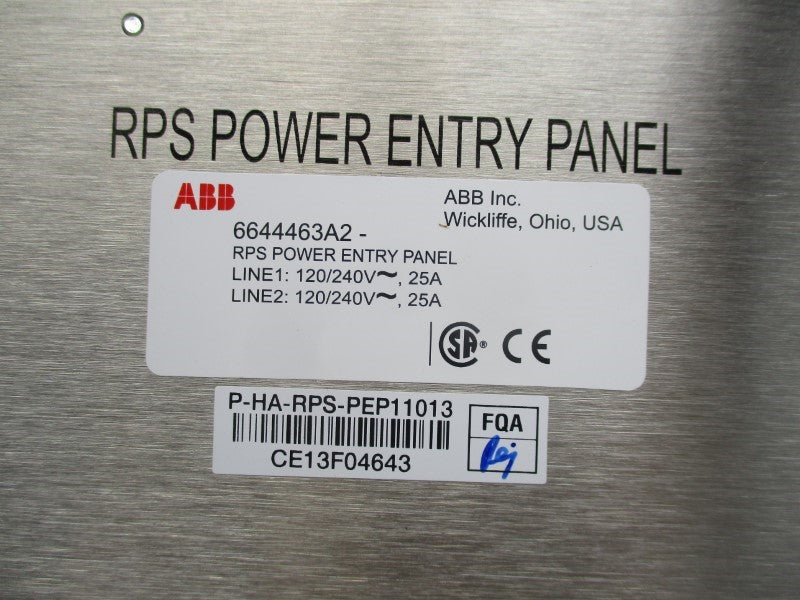 RPS POWER ENTRY PANEL
ABB
ABB Inc.
Wickliffe, Ohio, USA
6644463A2 -
RPS POWER ENTRY PANEL
LINE1: 120/240V~, 25A
LINE2: 120/240V~, 25A
SA® CE
P-HA-RPS-PEP11013
CE13F04643
FQA